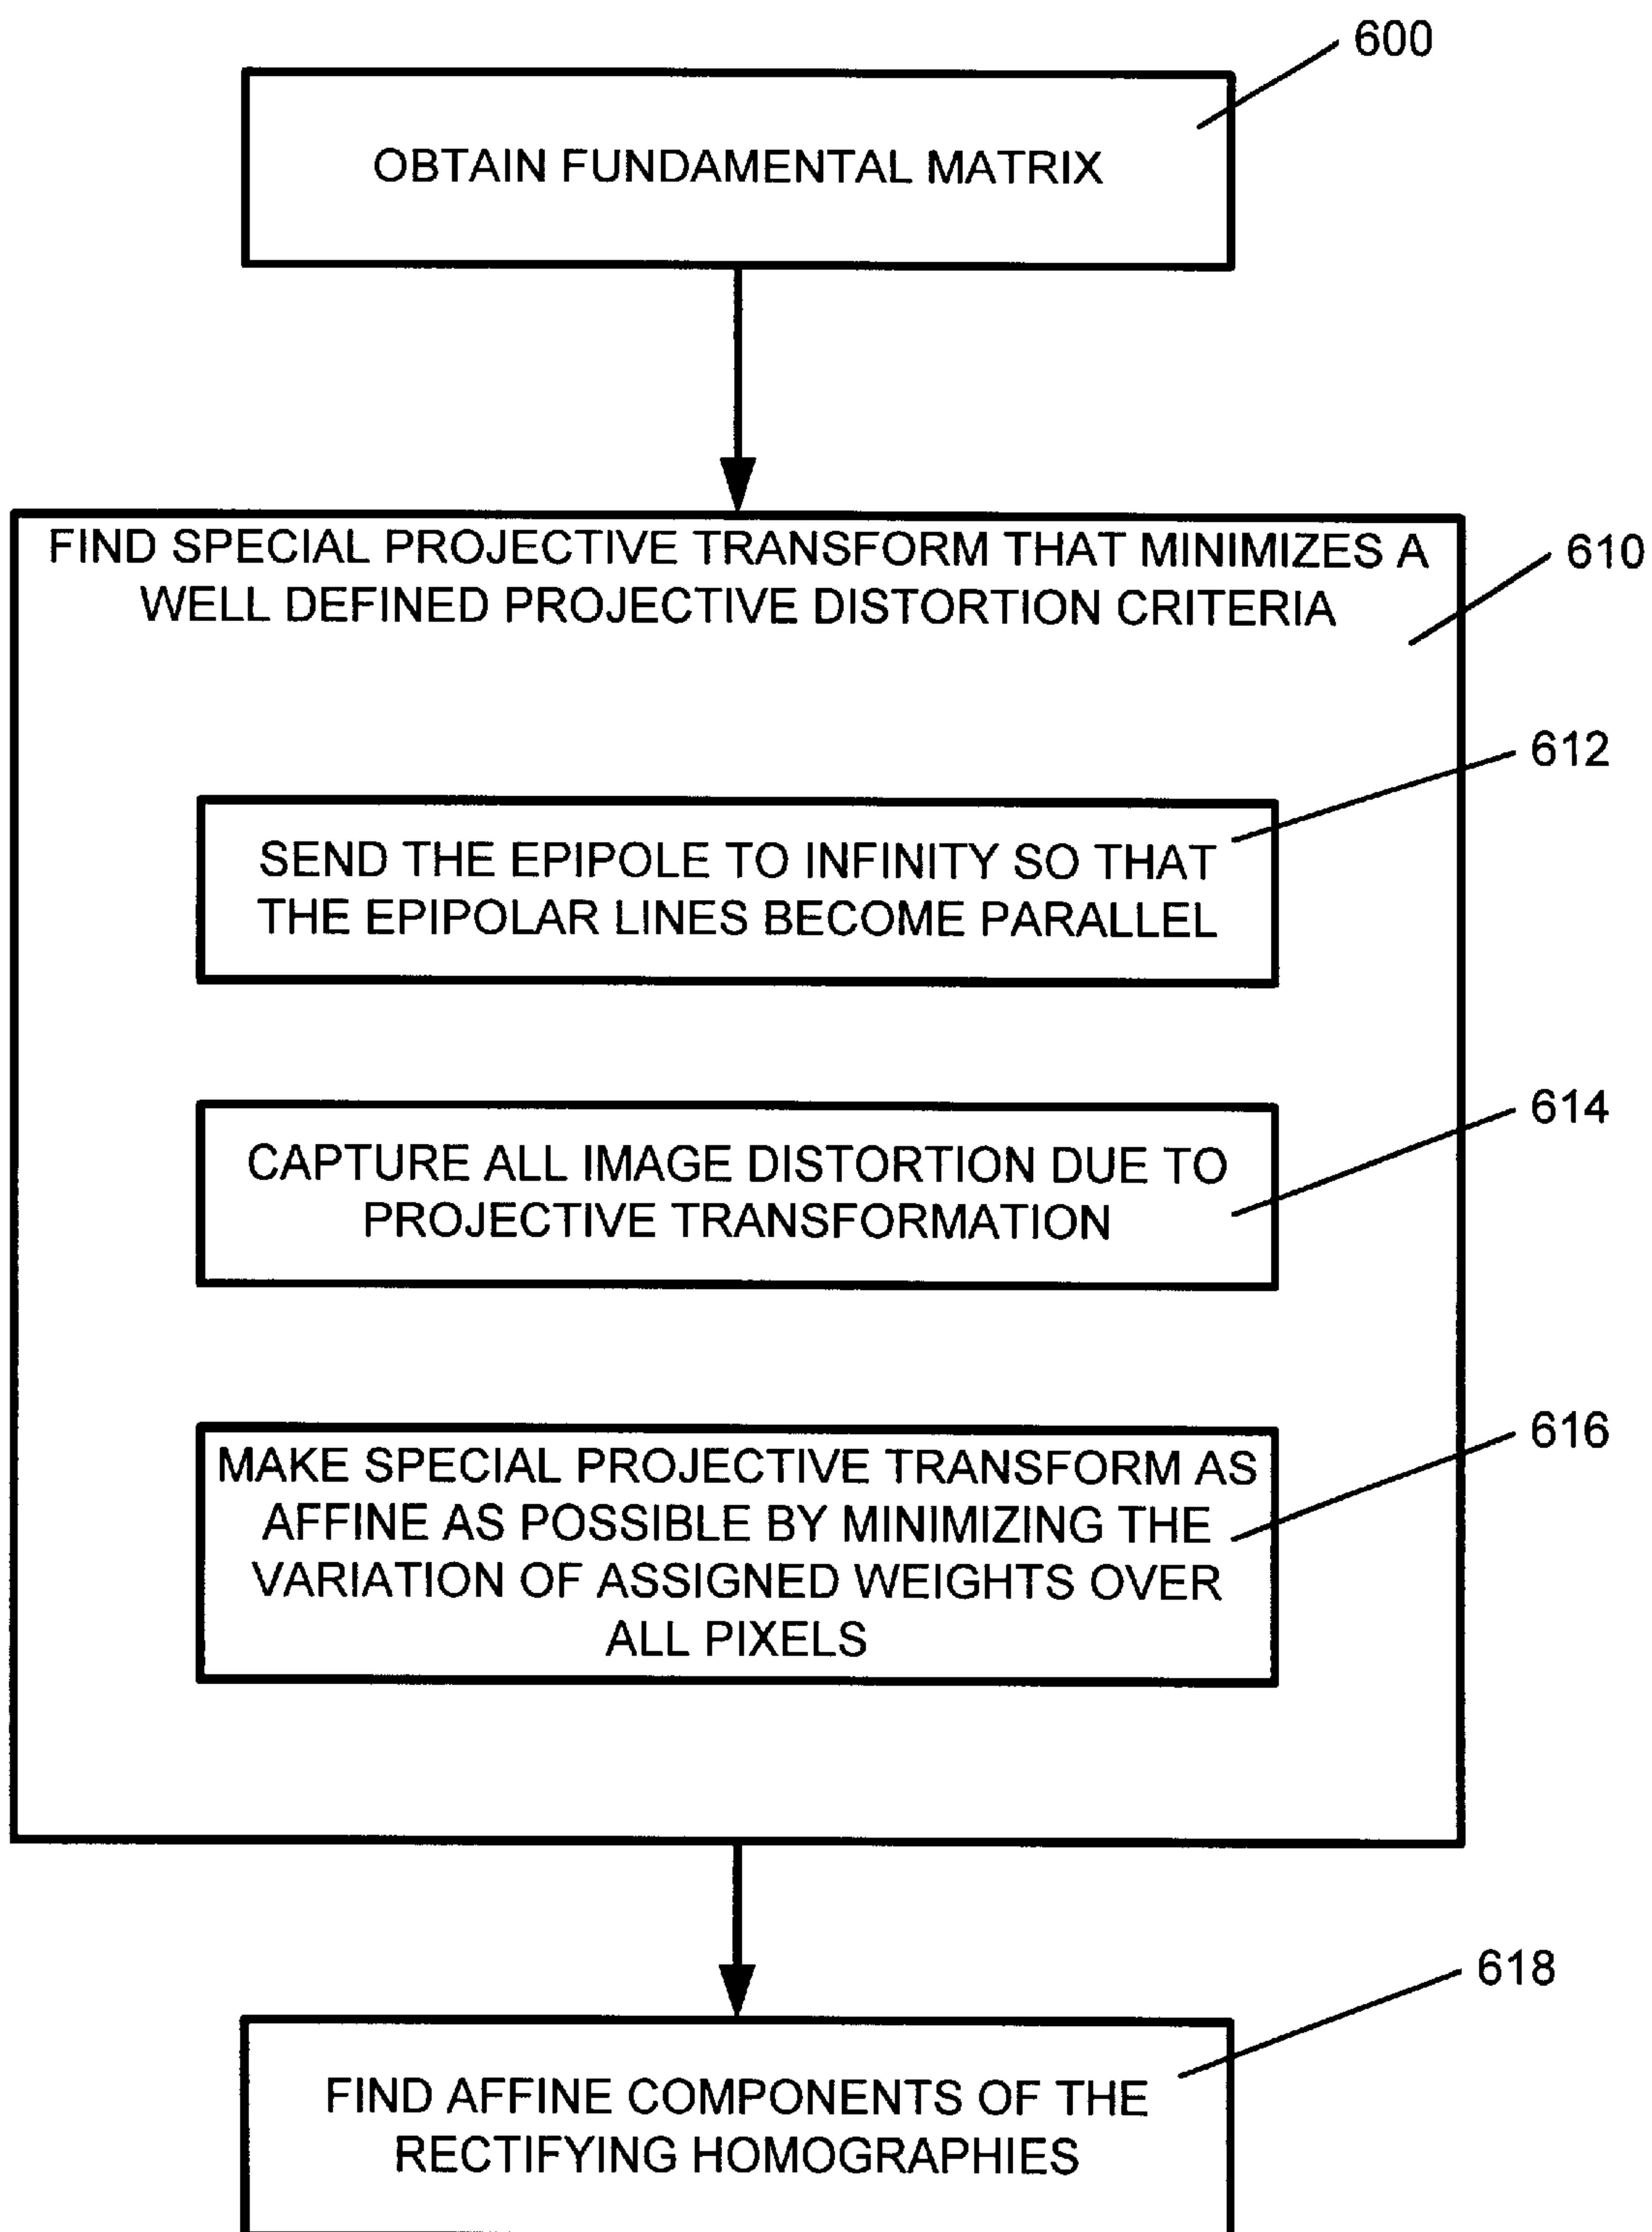 600
OBTAIN FUNDAMENTAL MATRIX
FIND SPECIAL PROJECTIVE TRANSFORM THAT MINIMIZES A
WELL DEFINED PROJECTIVE DISTORTION CRITERIA
610
612
SEND THE EPIPOLE TO INFINITY SO THAT
THE EPIPOLAR LINES BECOME PARALLEL
614
CAPTURE ALL IMAGE DISTORTION DUE TO
PROJECTIVE TRANSFORMATION
616
MAKE SPECIAL PROJECTIVE TRANSFORM AS
AFFINE AS POSSIBLE BY MINIMIZING THE
VARIATION OF ASSIGNED WEIGHTS OVER
ALL PIXELS
618
FIND AFFINE COMPONENTS OF THE
RECTIFYING HOMOGRAPHIES